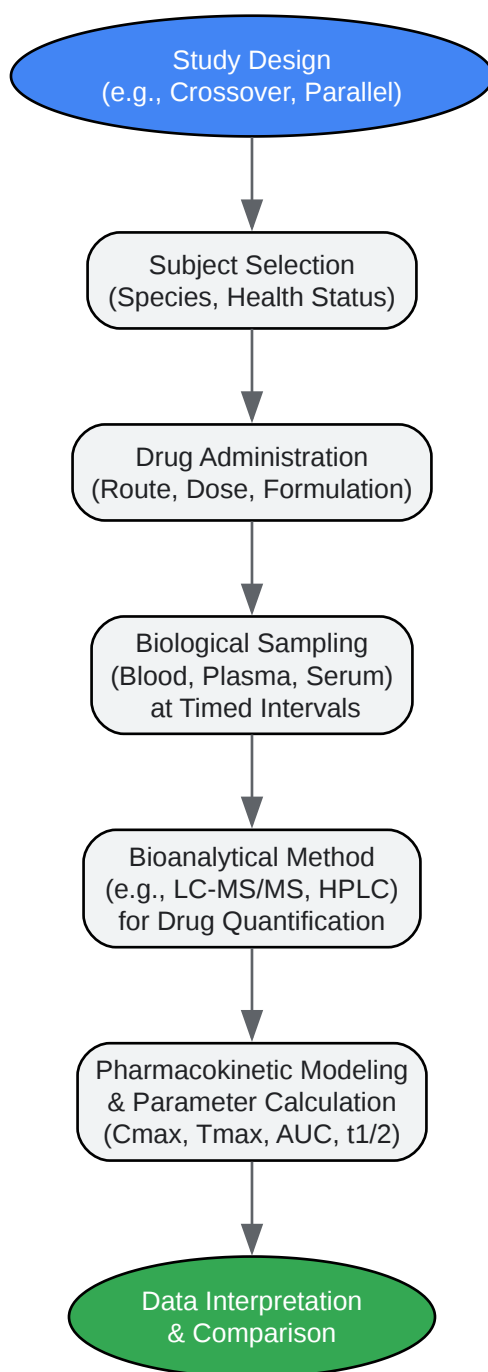 Study Design
(e.g., Crossover, Parallel)
Subject Selection
(Species, Health Status)
Drug Administration
(Route, Dose, Formulation)
Biological Sampling
(Blood, Plasma, Serum)
at Timed Intervals
Bioanalytical Method
(e.g., LC-MS/MS, HPLC)
for Drug Quantification
Pharmacokinetic Modeling
& Parameter Calculation
(Cmax, Tmax, AUC, t1/2)
Data Interpretation
& Comparison